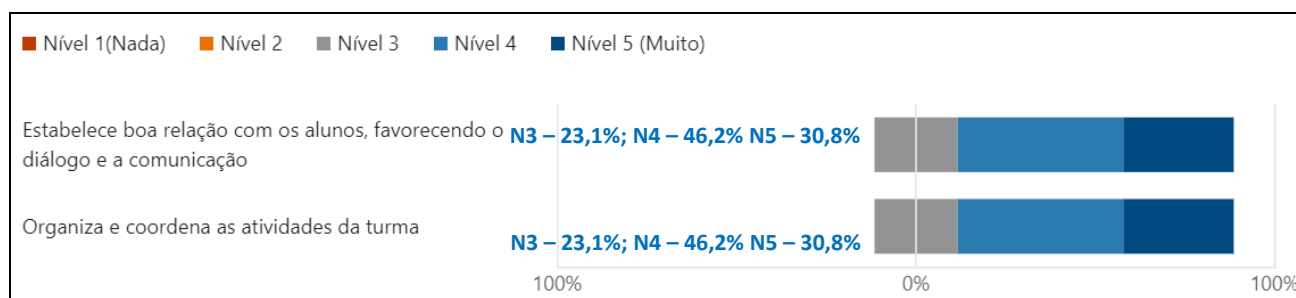 Nível 1(Nada) Nível 2 Nível 3 Nível 4 Nível 5 (Muito)
Estabelece boa relação com os alunos, favorecendo o
diálogo e a comunicação
N3 – 23,1%; N4 – 46,2% N5 – 30,8%
Organiza e coordena as atividades da turma
N3 – 23,1%; N4 – 46,2% N5 – 30,8%
100% 0% 100%